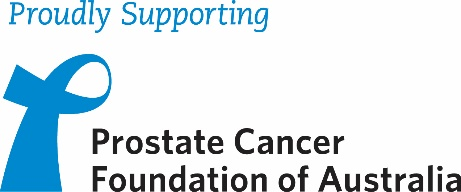 Proudly Supporting
Prostate Cancer
Foundation of Australia